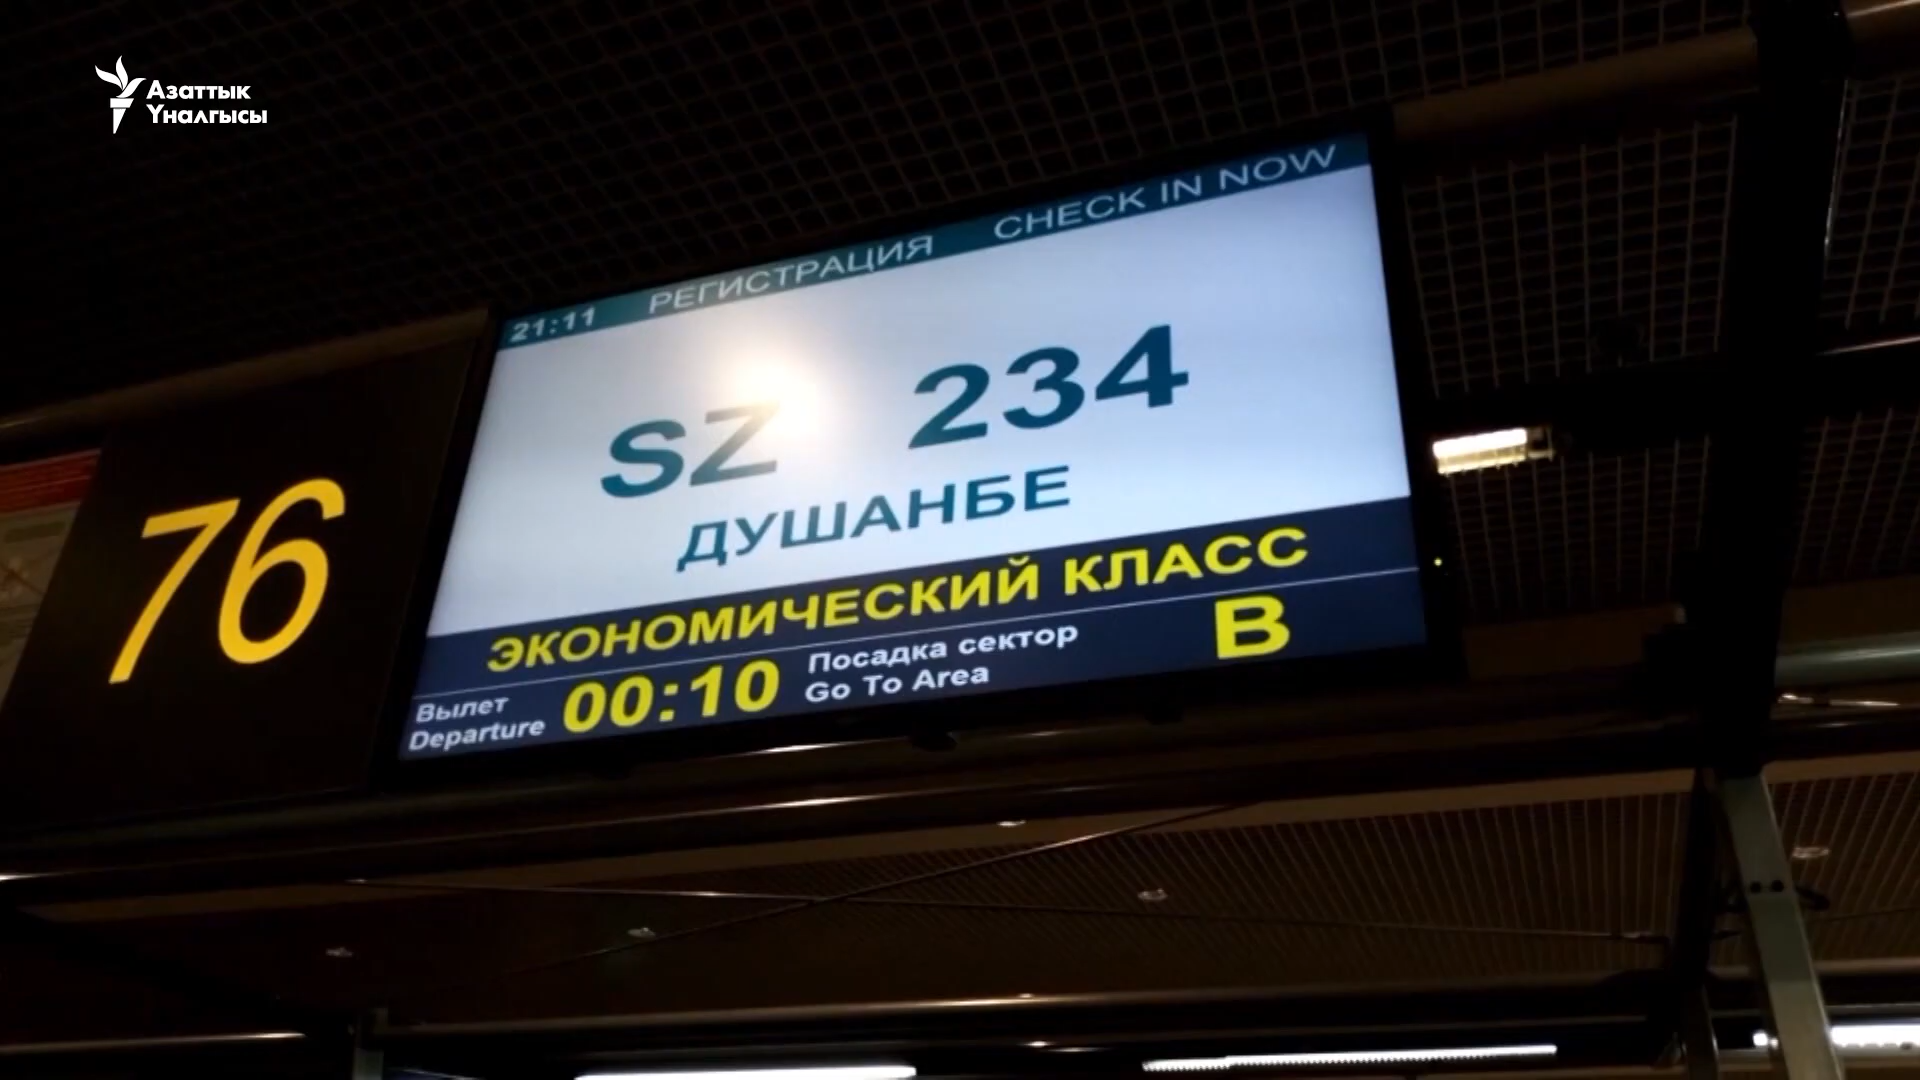 Азаттык
Үналгысы
21:11 РЕГИСТРАЦИЯ CHECK IN NOW
SZ 234
ДУШАНБЕ
ЭКОНОМИЧЕСКИЙ КЛАСС
Вылет
Departure
00:10
Посадка сектор
Go To Area
B
76